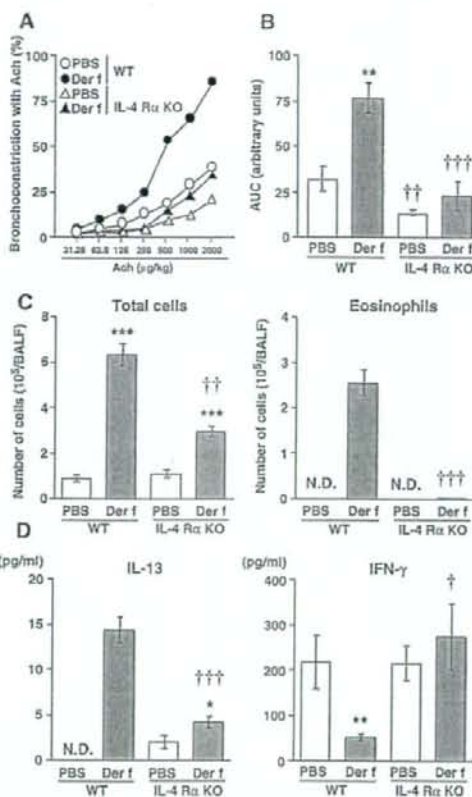 A
Bronchoconstriction with Ach (%)
100
75
50
25
0
PBS
Der f
WT
PBS
Der f
IL-4 Rα KO
31.25 62.5 125 250 500 1000 2000
Ach (µg/kg)
B
AUC (arbitrary units)
100
75
50
25
0
**
††
†††
PBS Der f PBS Der f
WT IL-4 Rα KO
C
Total cells
Number of cells (10⁵/BALF)
9
6
3
0
***
††
***
PBS Der f PBS Der f
WT IL-4 Rα KO
Eosinophils
Number of cells (10⁵/BALF)
4
3
2
1
0
N.D.
N.D.
†††
PBS Der f PBS Der f
WT IL-4 Rα KO
D
(pg/ml)
IL-13
20
15
10
5
0
N.D.
†††
*
PBS Der f PBS Der f
WT IL-4 Rα KO
(pg/ml)
IFN-γ
400
300
200
100
0
**
†
PBS Der f PBS Der f
WT IL-4 Rα KO